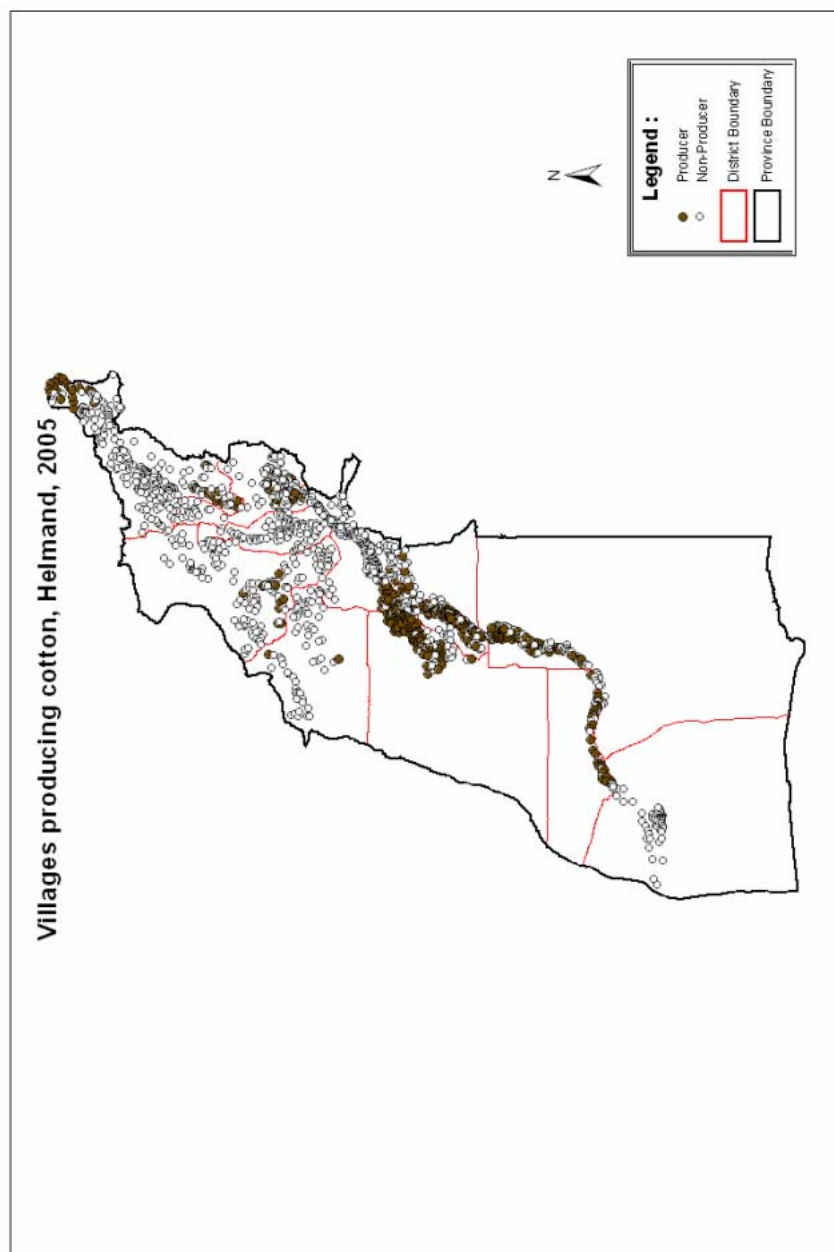 Villages producing cotton, Helmand, 2005
N
Legend :
Producer
Non-Producer
District Boundary
Province Boundary